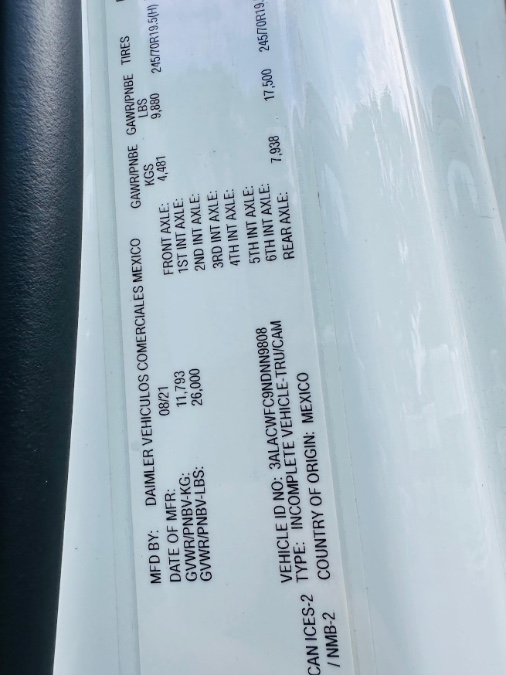 MFD BY: DAIMLER VEHICULOS COMERCIALES MEXICO GAWR/PNBE GAWR/PNBE TIRES
DATE OF MFR: 08/21 KGS LBS
GVWR/PNBV-KG: 11,793
GVWR/PNBV-LBS: 26,000
FRONT AXLE: 4,481 9,880 245/70R19.5(H)
1ST INT AXLE:
2ND INT AXLE:
3RD INT AXLE:
4TH INT AXLE:
5TH INT AXLE:
6TH INT AXLE:
REAR AXLE: 7,938 17,500 245/70R19.
VEHICLE ID NO: 3ALACWFC9NDNN9808
TYPE: INCOMPLETE VEHICLE-TRU/CAM
COUNTRY OF ORIGIN: MEXICO
CAN ICES-2
/ NMB-2